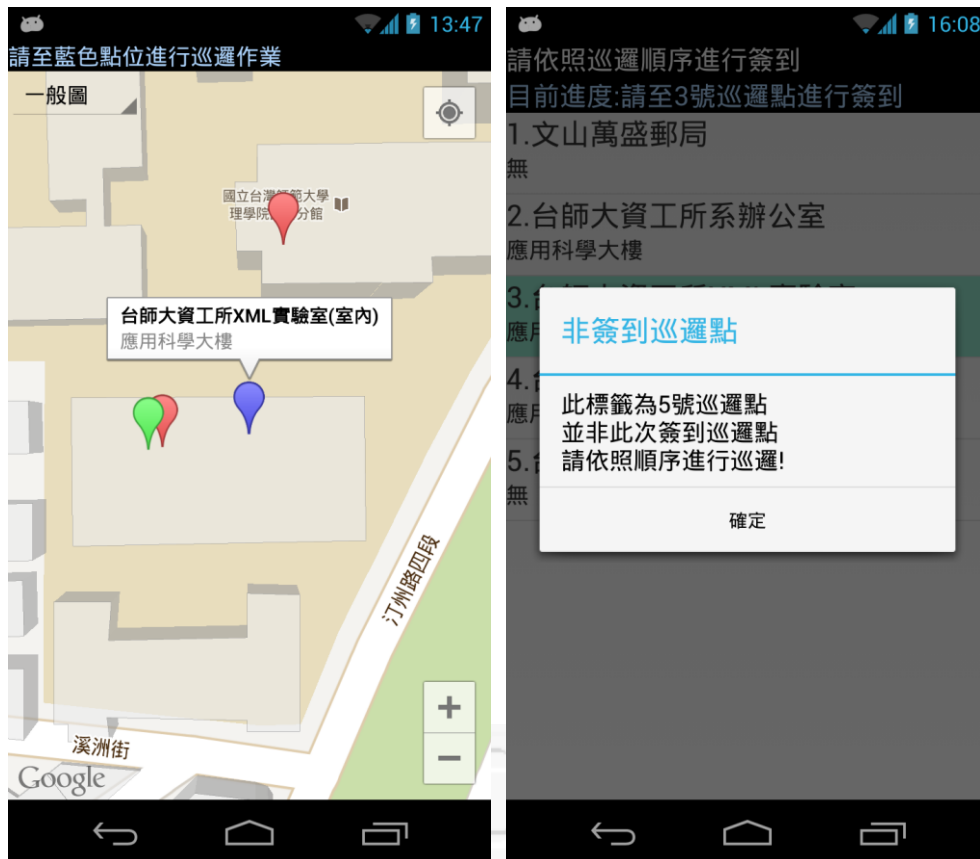 13:47
請至藍色點位進行巡邏作業
一般圖
國立台灣師範大學
理學院 分館
台師大資工所XML實驗室(室內)
應用科學大樓
汀州路四段
溪洲街
Google
16:08
請依照巡邏順序進行簽到
目前進度:請至3號巡邏點進行簽到
1.文山萬盛郵局
無
2.台師大資工所系辦公室
應用科學大樓
3.
應
非簽到巡邏點
4.
應
此標籤為5號巡邏點
並非此次簽到巡邏點
請依照順序進行巡邏!
5.
無
確定